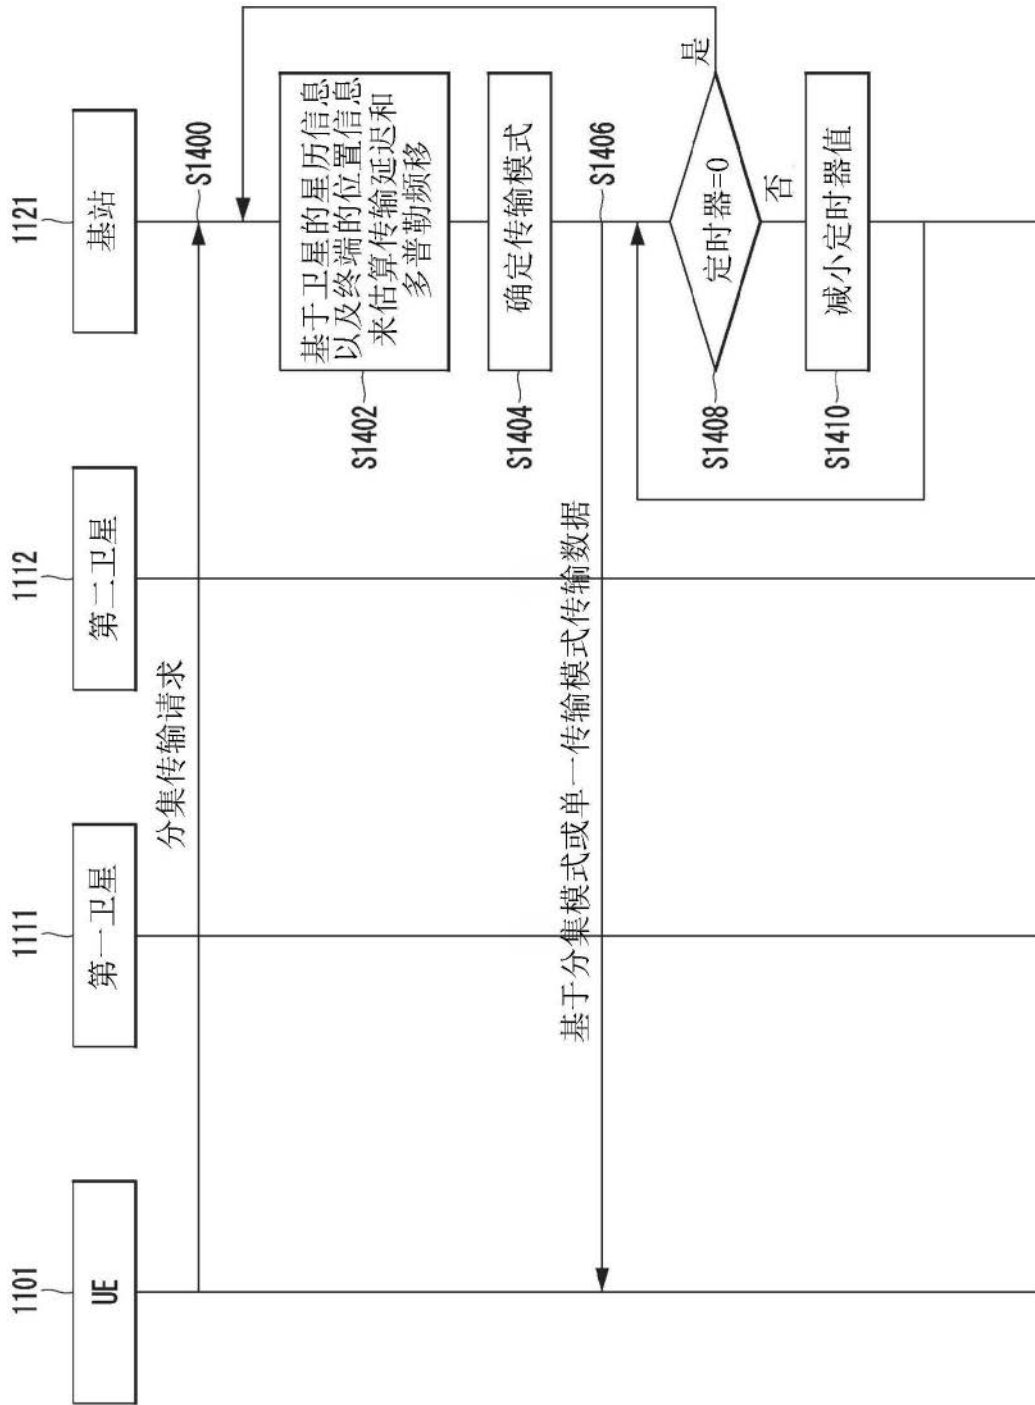 1101
UE
1111
第一卫星
1112
第二卫星
1121
基站
分集传输请求
S1400
基于卫星的星历信息
以及终端的位置信息
来估算传输延迟和
多普勒频移
S1402
确定传输模式
S1404
基于分集模式或单一传输模式传输数据
S1406
定时器=0
是
否
S1408
减小定时器值
S1410